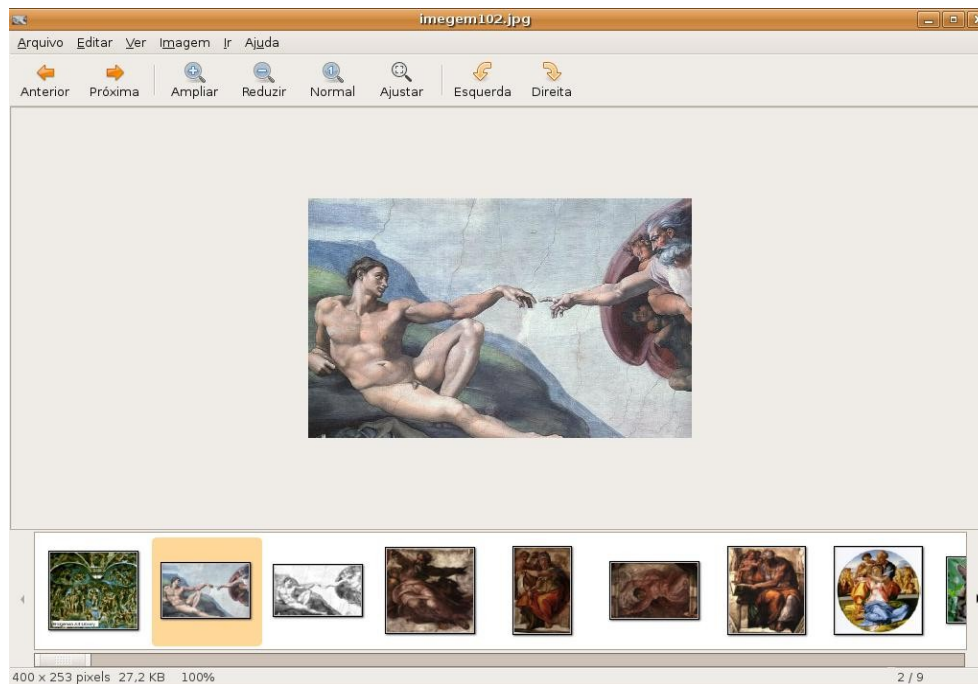 imegem102.jpg
Arquivo Editar Ver Imagem Ir Ajuda
Anterior Próxima Ampliar Reduzir Normal Ajustar Esquerda Direita
400 x 253 pixels 27,2 KB 100% 2 / 9